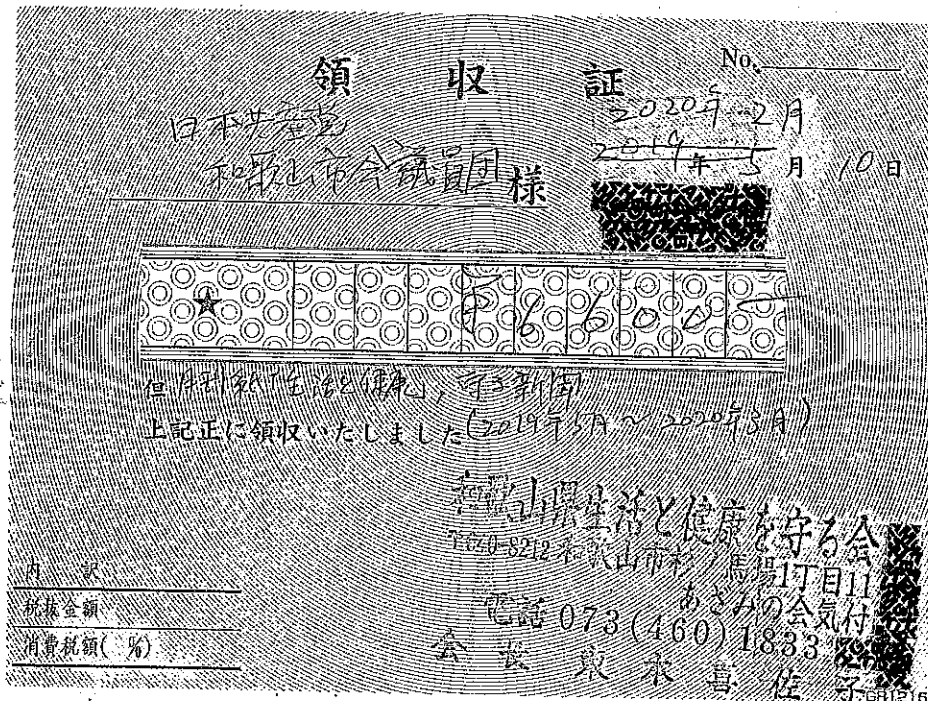 領収証
No.
2020年 2月
2019年 5月 10日
日本共産党
和歌山市会議員団 様
★ ￥6600
但 月刊紙「生活と健康」、守る新聞
上記正に領収いたしました(2019年5月~2020年3月)
和歌山県生活と健康を守る会
〒640-8212 和歌山市杉ノ馬場1丁目11
あざみの会気付
電話 073(460)1833
会長
内 訳
税抜金額
消費税額( %)